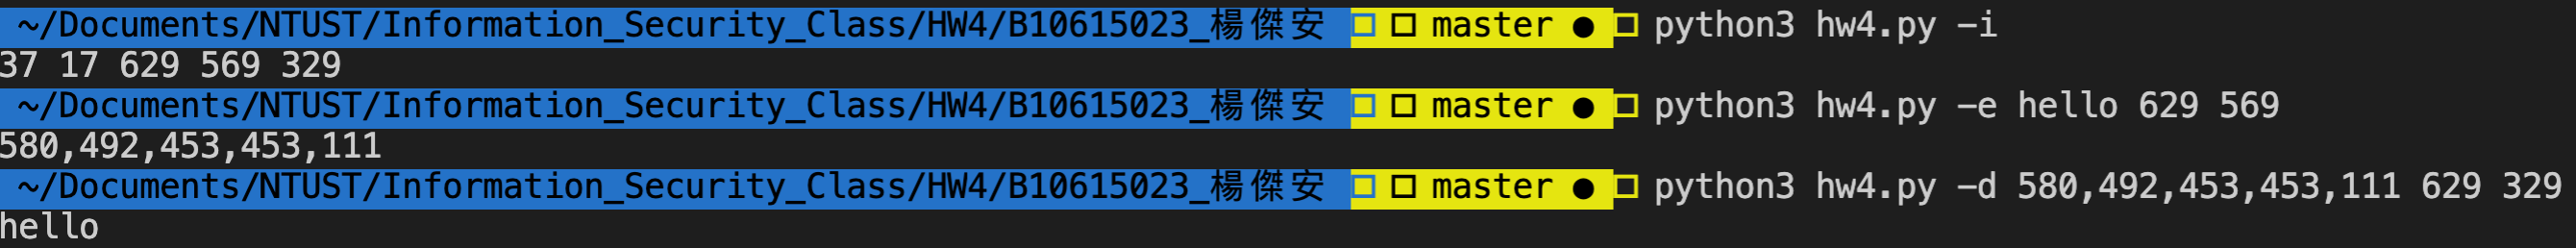 ~/Documents/NTUST/Information_Security_Class/HW4/B10615023_楊傑安 □ □ master ● □ python3 hw4.py -i
37 17 629 569 329
~/Documents/NTUST/Information_Security_Class/HW4/B10615023_楊傑安 □ □ master ● □ python3 hw4.py -e hello 629 569
580,492,453,453,111
~/Documents/NTUST/Information_Security_Class/HW4/B10615023_楊傑安 □ □ master ● □ python3 hw4.py -d 580,492,453,453,111 629 329
hello